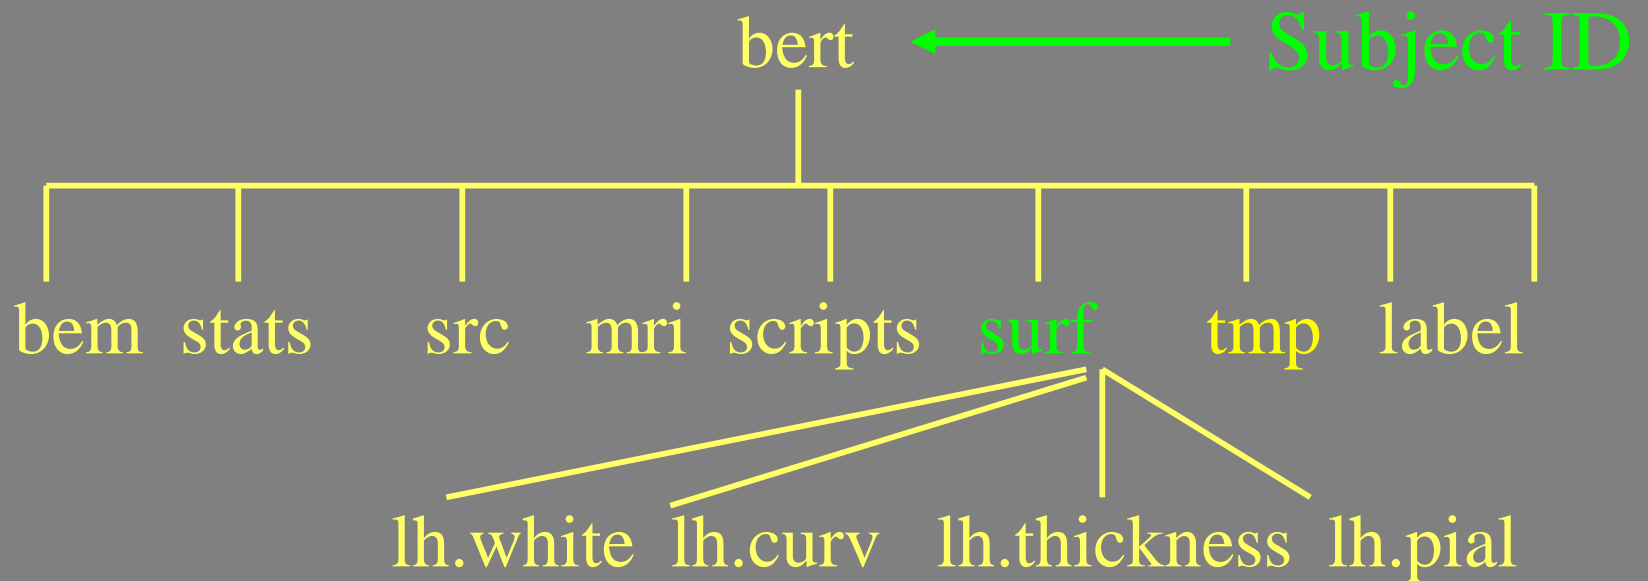 bert Subject ID
bem stats src mri scripts surf tmp label
lh.white lh.curv lh.thickness lh.pial